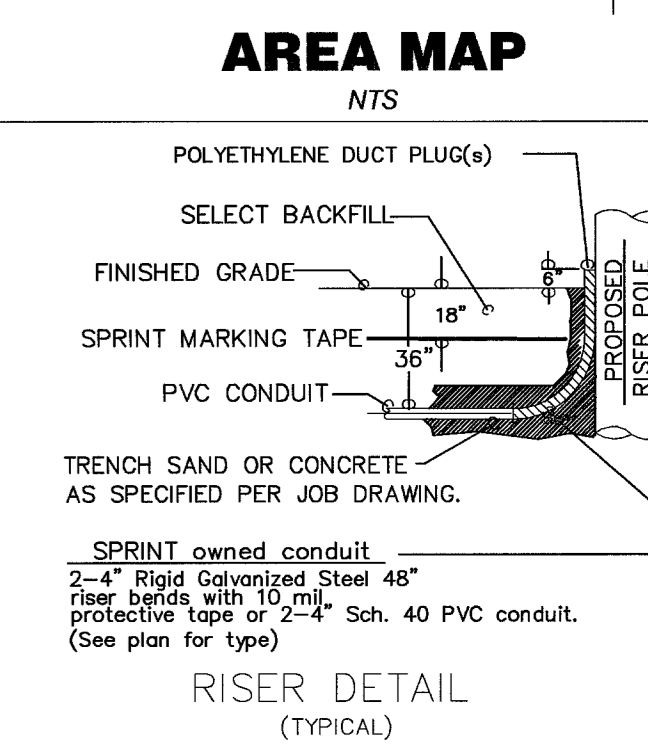 AREA MAP
NTS
POLYETHYLENE DUCT PLUG(s)
SELECT BACKFILL
FINISHED GRADE
6"
18"
SPRINT MARKING TAPE
36"
PROPOSED
RISER POLE
PVC CONDUIT
TRENCH SAND OR CONCRETE
AS SPECIFIED PER JOB DRAWING.
SPRINT owned conduit
2-4" Rigid Galvanized Steel 48"
riser bends with 10 mil
protective tape or 2-4" Sch. 40 PVC conduit.
(See plan for type)
RISER DETAIL
(TYPICAL)